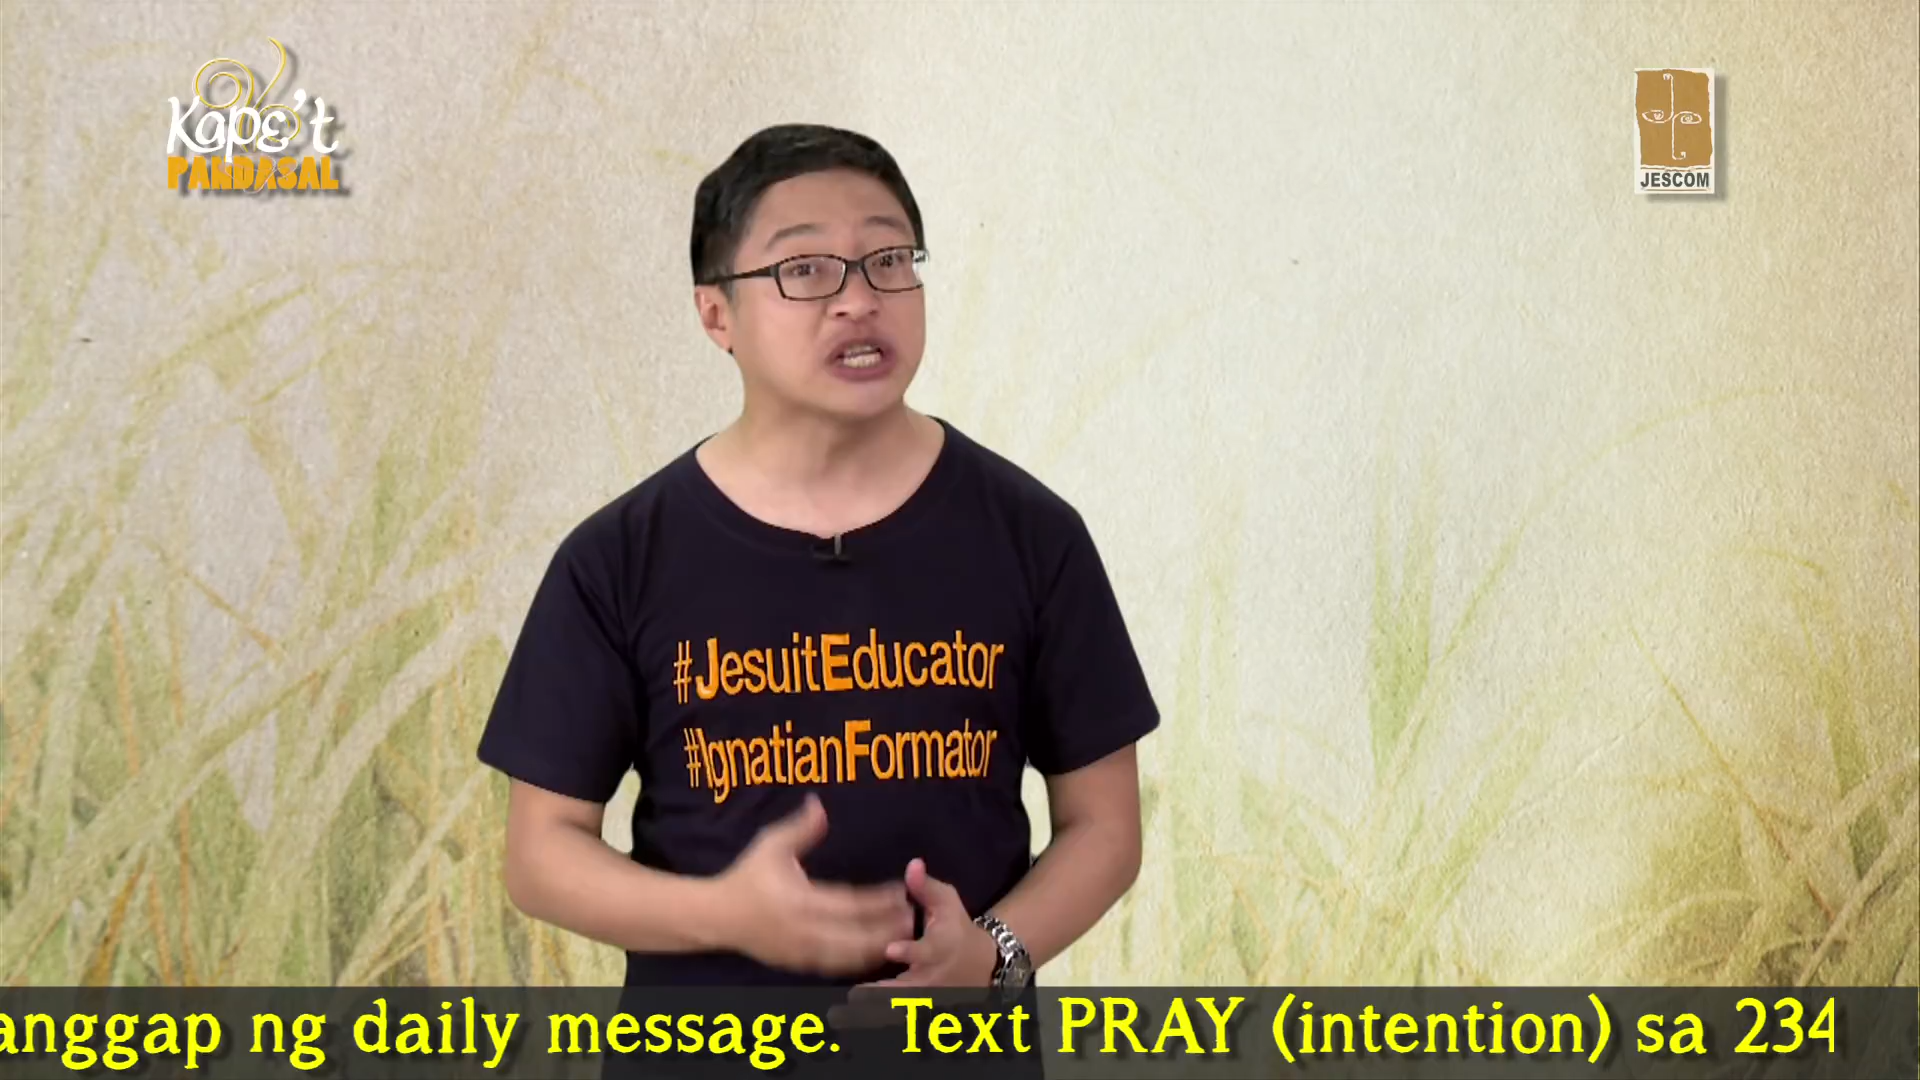 Kape't
PANDASAL
JESCOM
#JesuitEducator
#IgnatianFormator
anggap ng daily message. Text PRAY (intention) sa 234